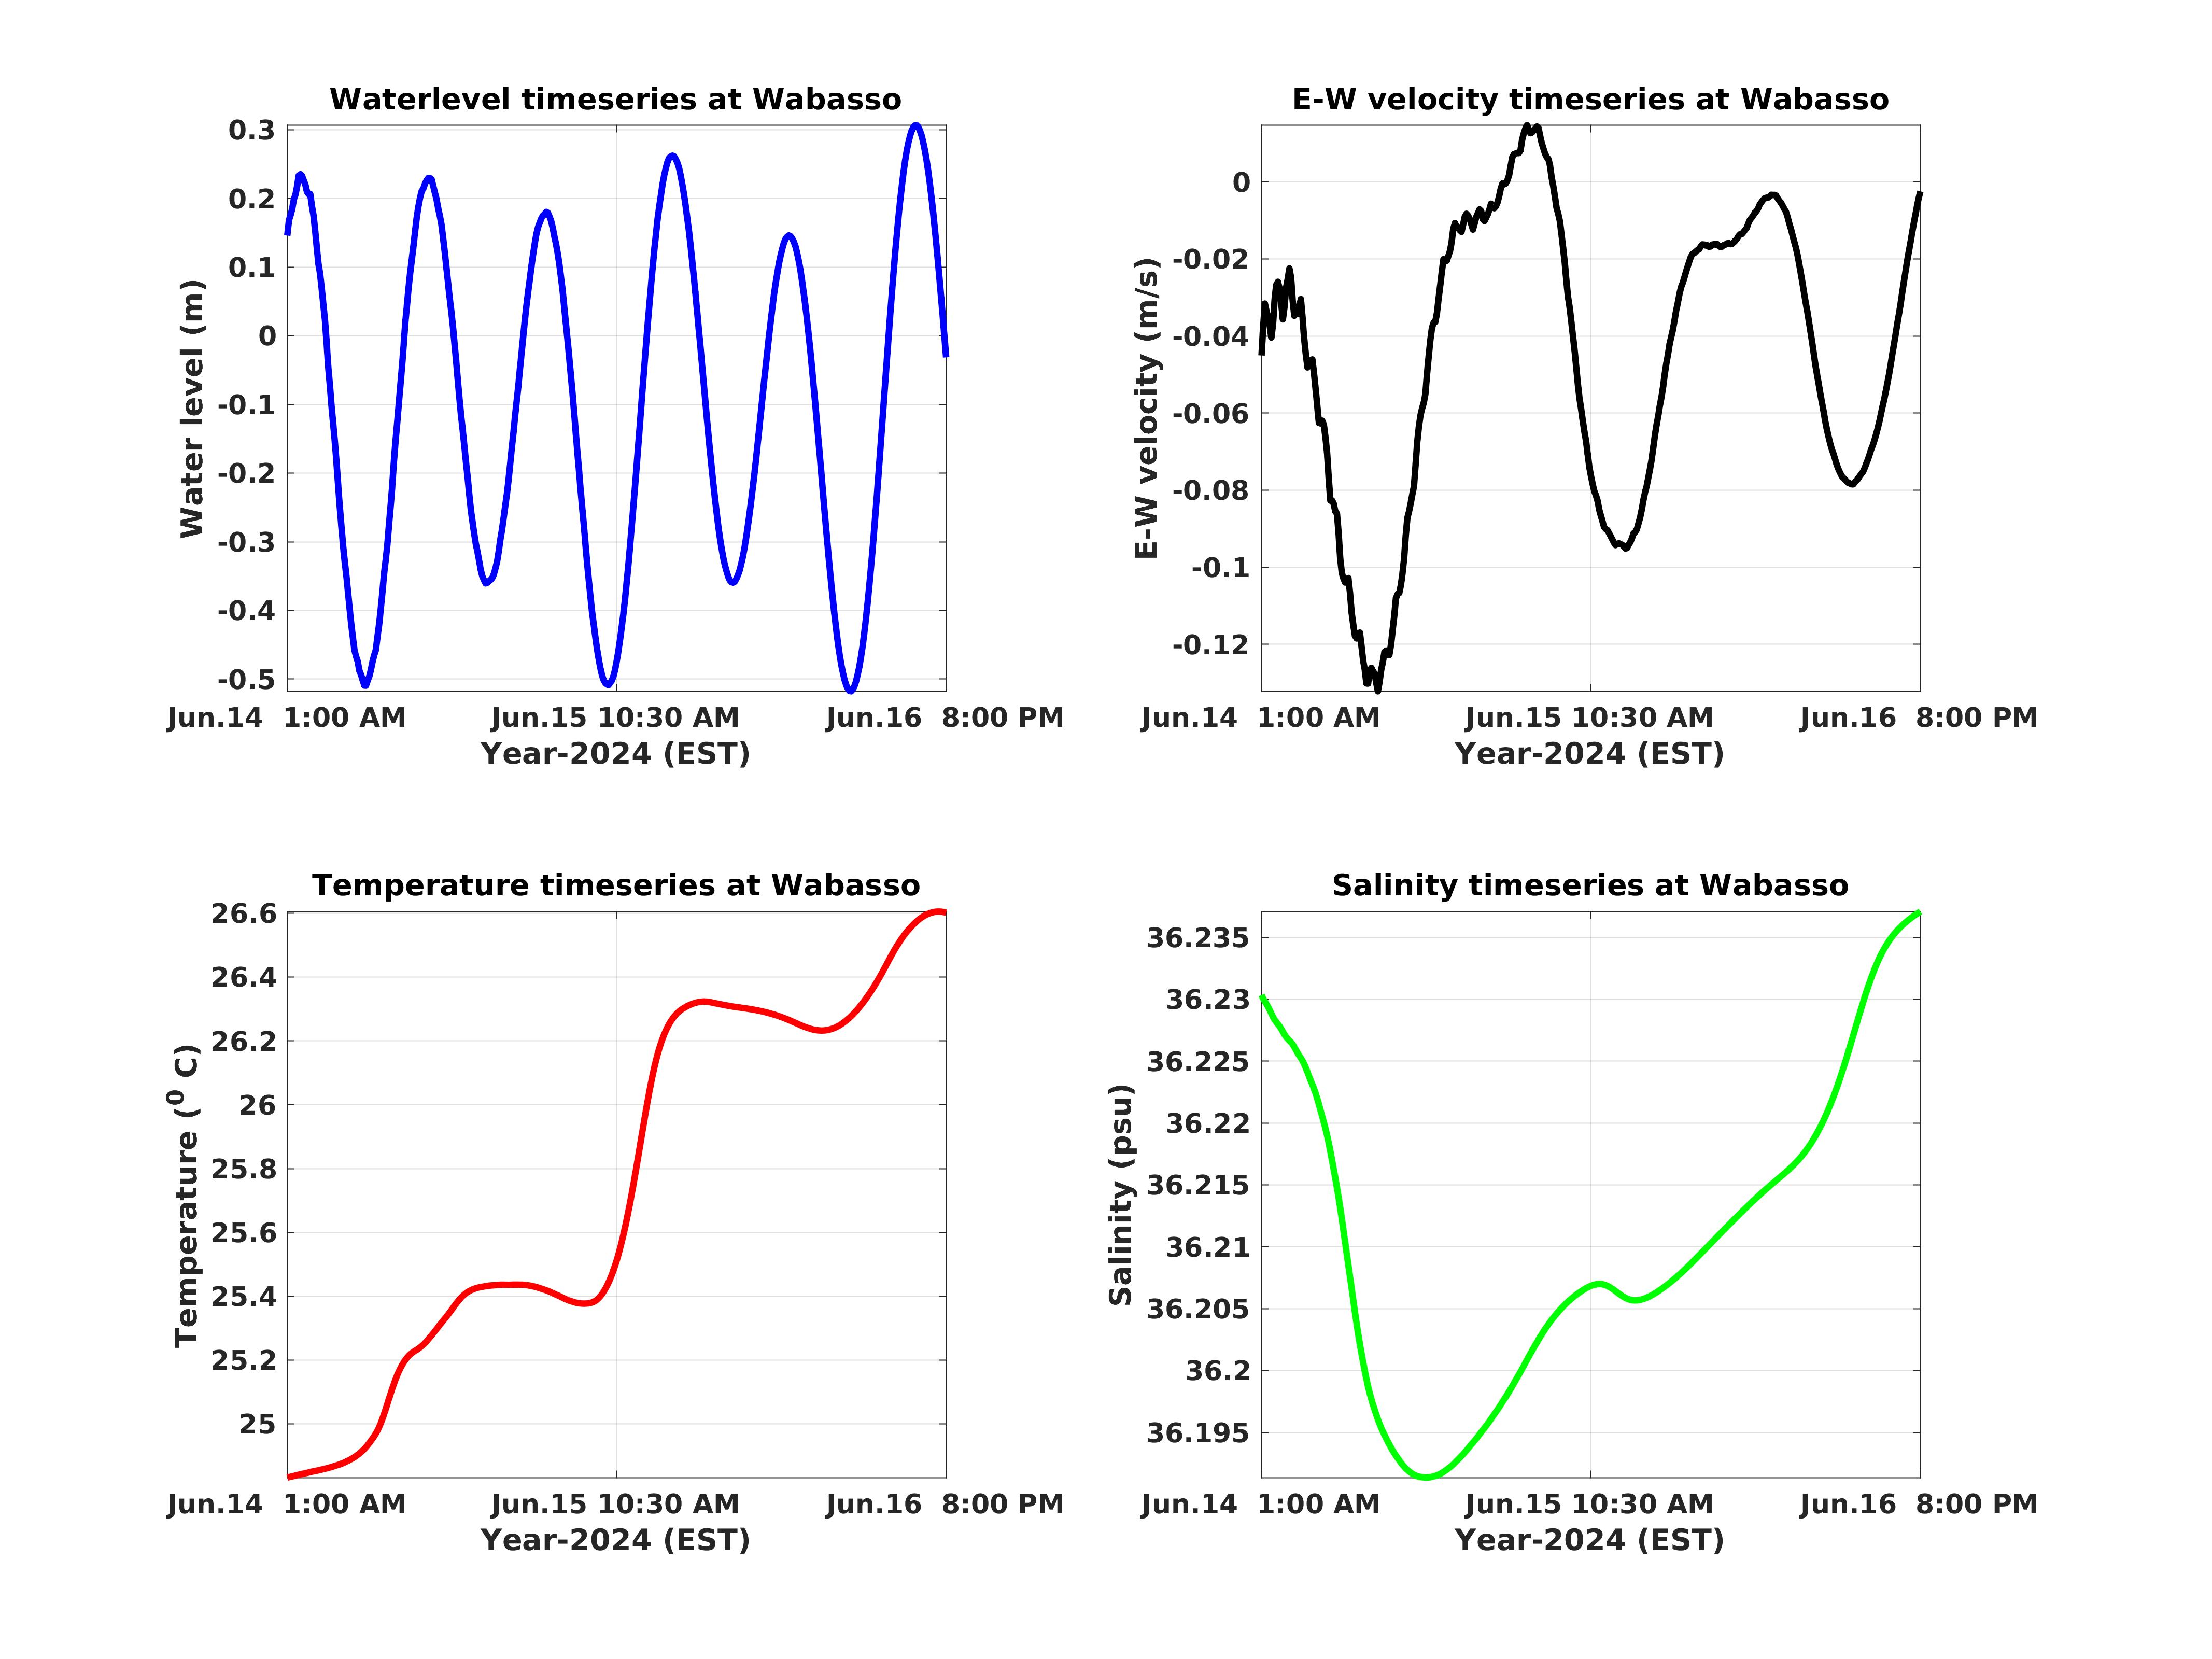 Waterlevel timeseries at Wabasso
0.3
0.2
0.1
0
-0.1
-0.2
-0.3
-0.4
-0.5
Water level (m)
Jun.14 1:00 AM
Jun.15 10:30 AM
Jun.16 8:00 PM
Year-2024 (EST)
E-W velocity timeseries at Wabasso
0
-0.02
-0.04
-0.06
-0.08
-0.1
-0.12
E-W velocity (m/s)
Jun.14 1:00 AM
Jun.15 10:30 AM
Jun.16 8:00 PM
Year-2024 (EST)
Temperature timeseries at Wabasso
26.6
26.4
26.2
26
25.8
25.6
25.4
25.2
25
Temperature (⁰ C)
Jun.14 1:00 AM
Jun.15 10:30 AM
Jun.16 8:00 PM
Year-2024 (EST)
Salinity timeseries at Wabasso
36.235
36.23
36.225
36.22
36.215
36.21
36.205
36.2
36.195
Salinity (psu)
Jun.14 1:00 AM
Jun.15 10:30 AM
Jun.16 8:00 PM
Year-2024 (EST)